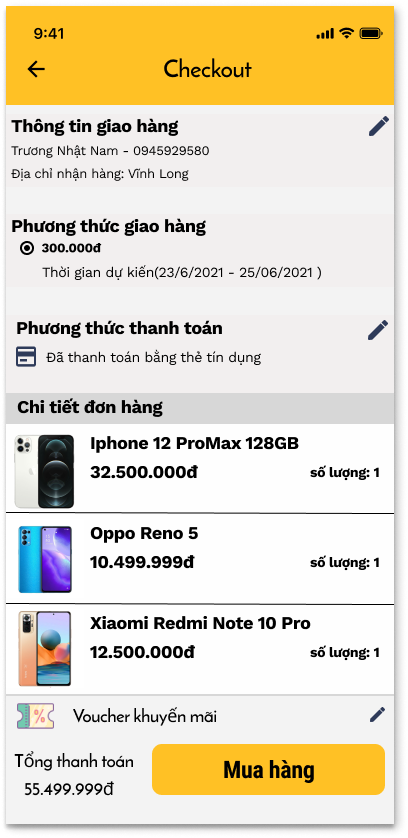 9:41
Checkout
Thông tin giao hàng
Trương Nhật Nam - 0945929580
Địa chỉ nhận hàng: Vĩnh Long
Phương thức giao hàng
300.000đ
Thời gian dự kiến(23/6/2021 - 25/06/2021 )
Phương thức thanh toán
Đã thanh toán bằng thẻ tín dụng
Chi tiết đơn hàng
Iphone 12 ProMax 128GB
32.500.000đ số lượng: 1
Oppo Reno 5
10.499.999đ số lượng: 1
Xiaomi Redmi Note 10 Pro
12.500.000đ số lượng: 1
% Voucher khuyến mãi
Tổng thanh toán
55.499.999đ
Mua hàng